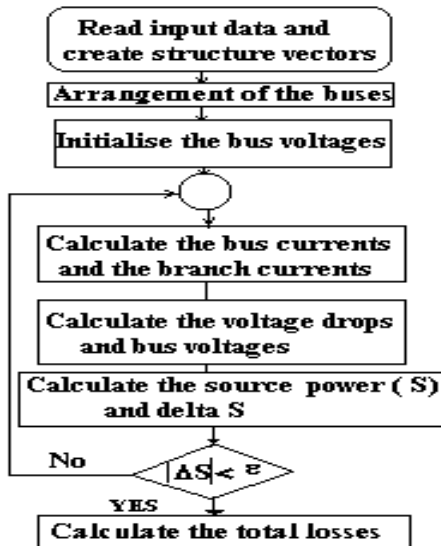 Read input data and
create structure vectors
Arrangement of the buses
Initialise the bus voltages
Calculate the bus currents
and the branch currents
Calculate the voltage drops
and bus voltages
Calculate the source power ( S)
and delta S
No
|ΔS| < ε
YES
Calculate the total losses